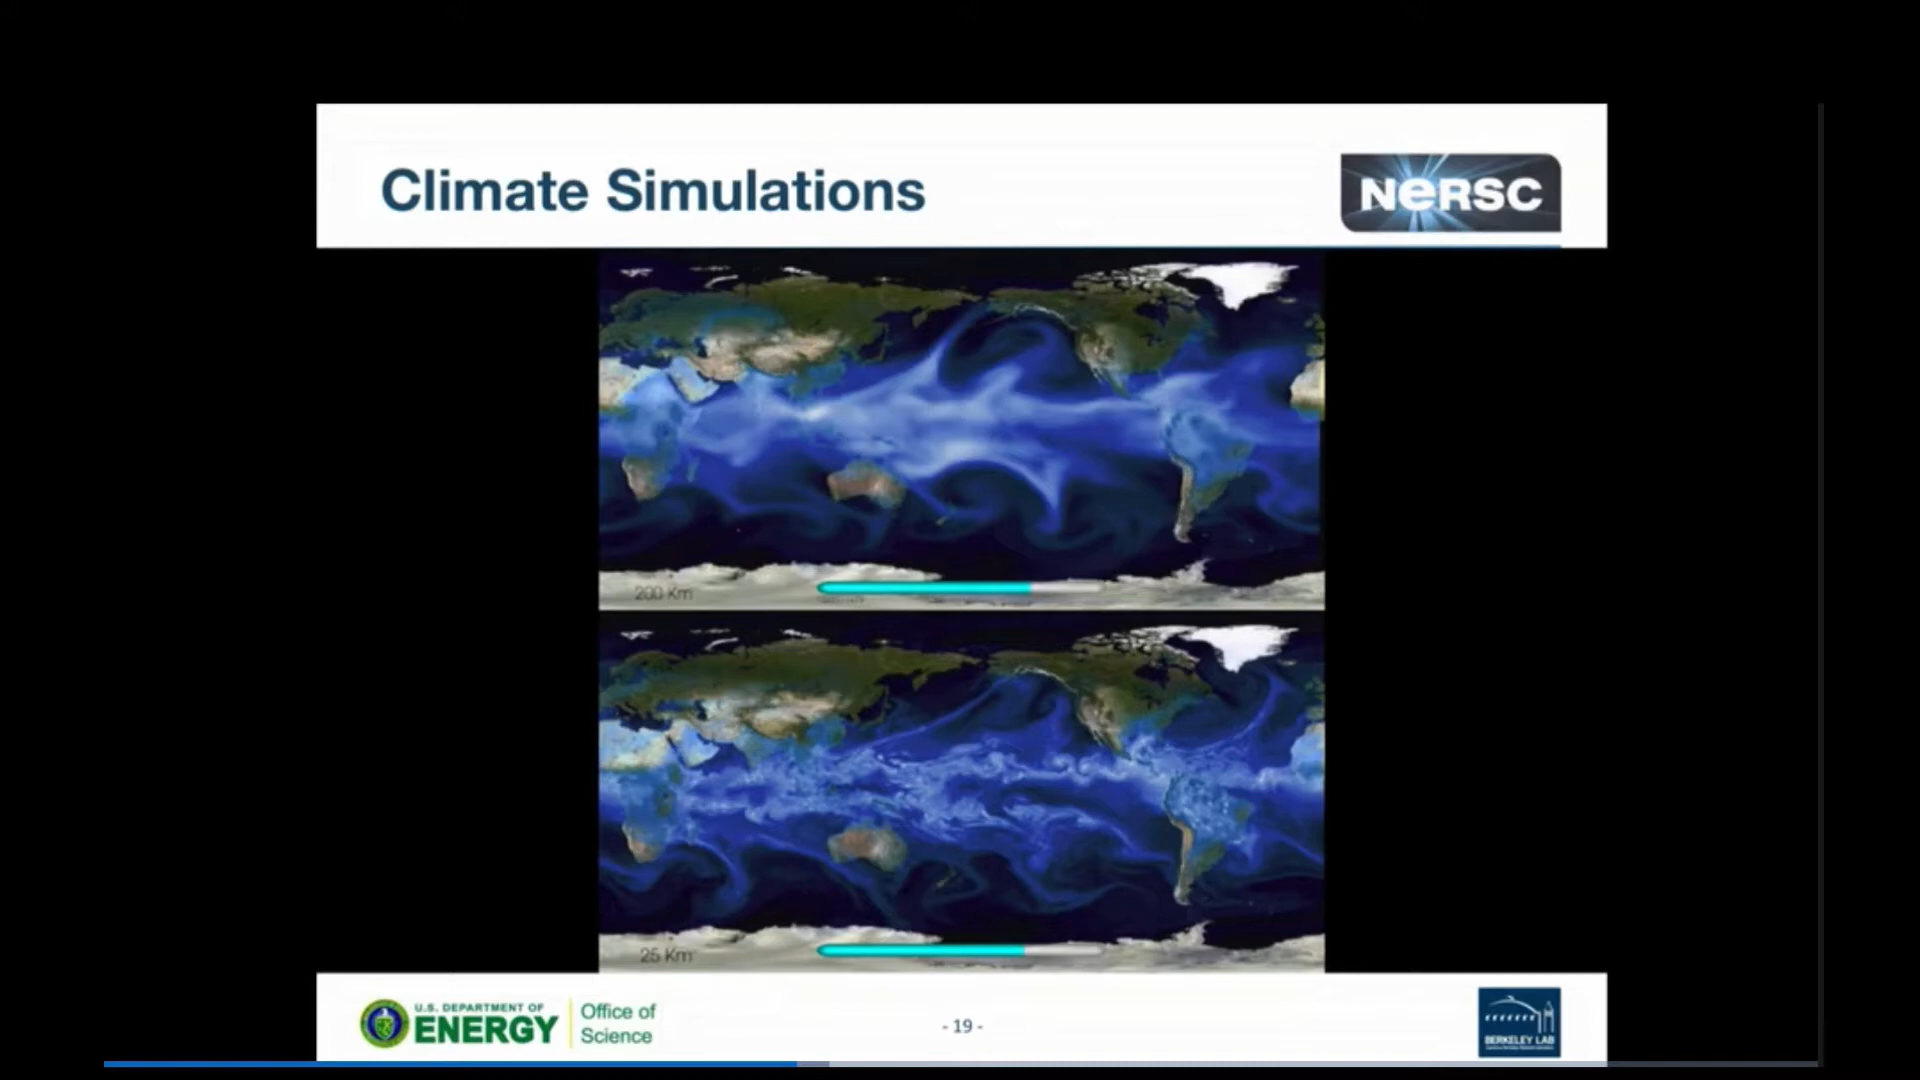 Climate Simulations
NERSC
200 Km
25 Km
U.S. DEPARTMENT OF
ENERGY
Office of
Science
- 19 -
BERKELEY LAB